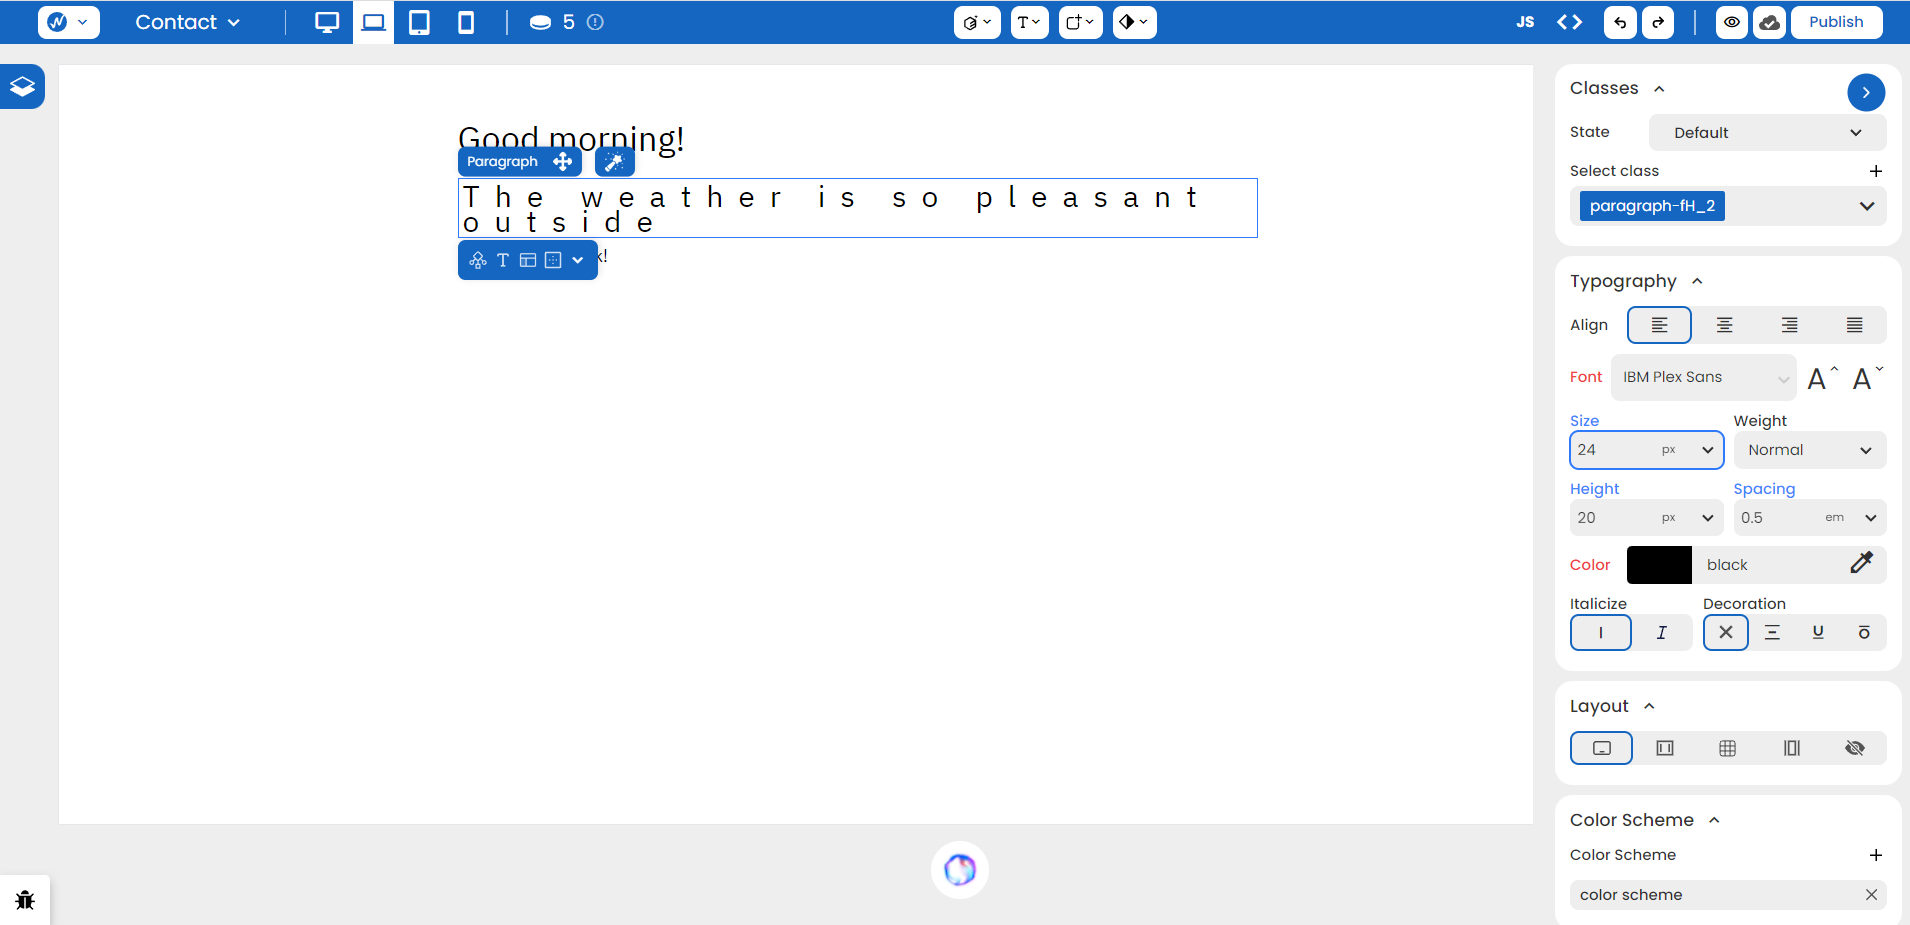 Contact
5
JS
Publish
Classes
State
Default
Good morning!
Paragraph
Select class
The weather is so pleasant
outside
paragraph-fH_2
k!
Typography
Align
Font
IBM Plex Sans
A A
Size
Weight
24 px
Normal
Height
Spacing
20 px
0.5 em
Color
black
Italicize
Decoration
Layout
Color Scheme
Color Scheme
color scheme